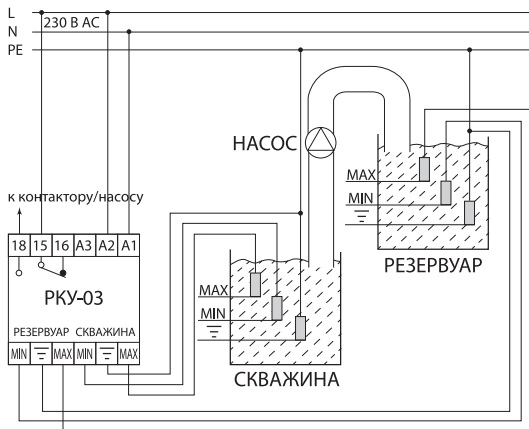 L
230 В AC
N
PE
НАСОС
MAX
MIN
РЕЗЕРВУАР
к контактору/насосу
18 15 16 A3 A2 A1
РКУ-03
MAX
MIN
РЕЗЕРВУАР СКВАЖИНА
MIN MAX MIN MAX
СКВАЖИНА